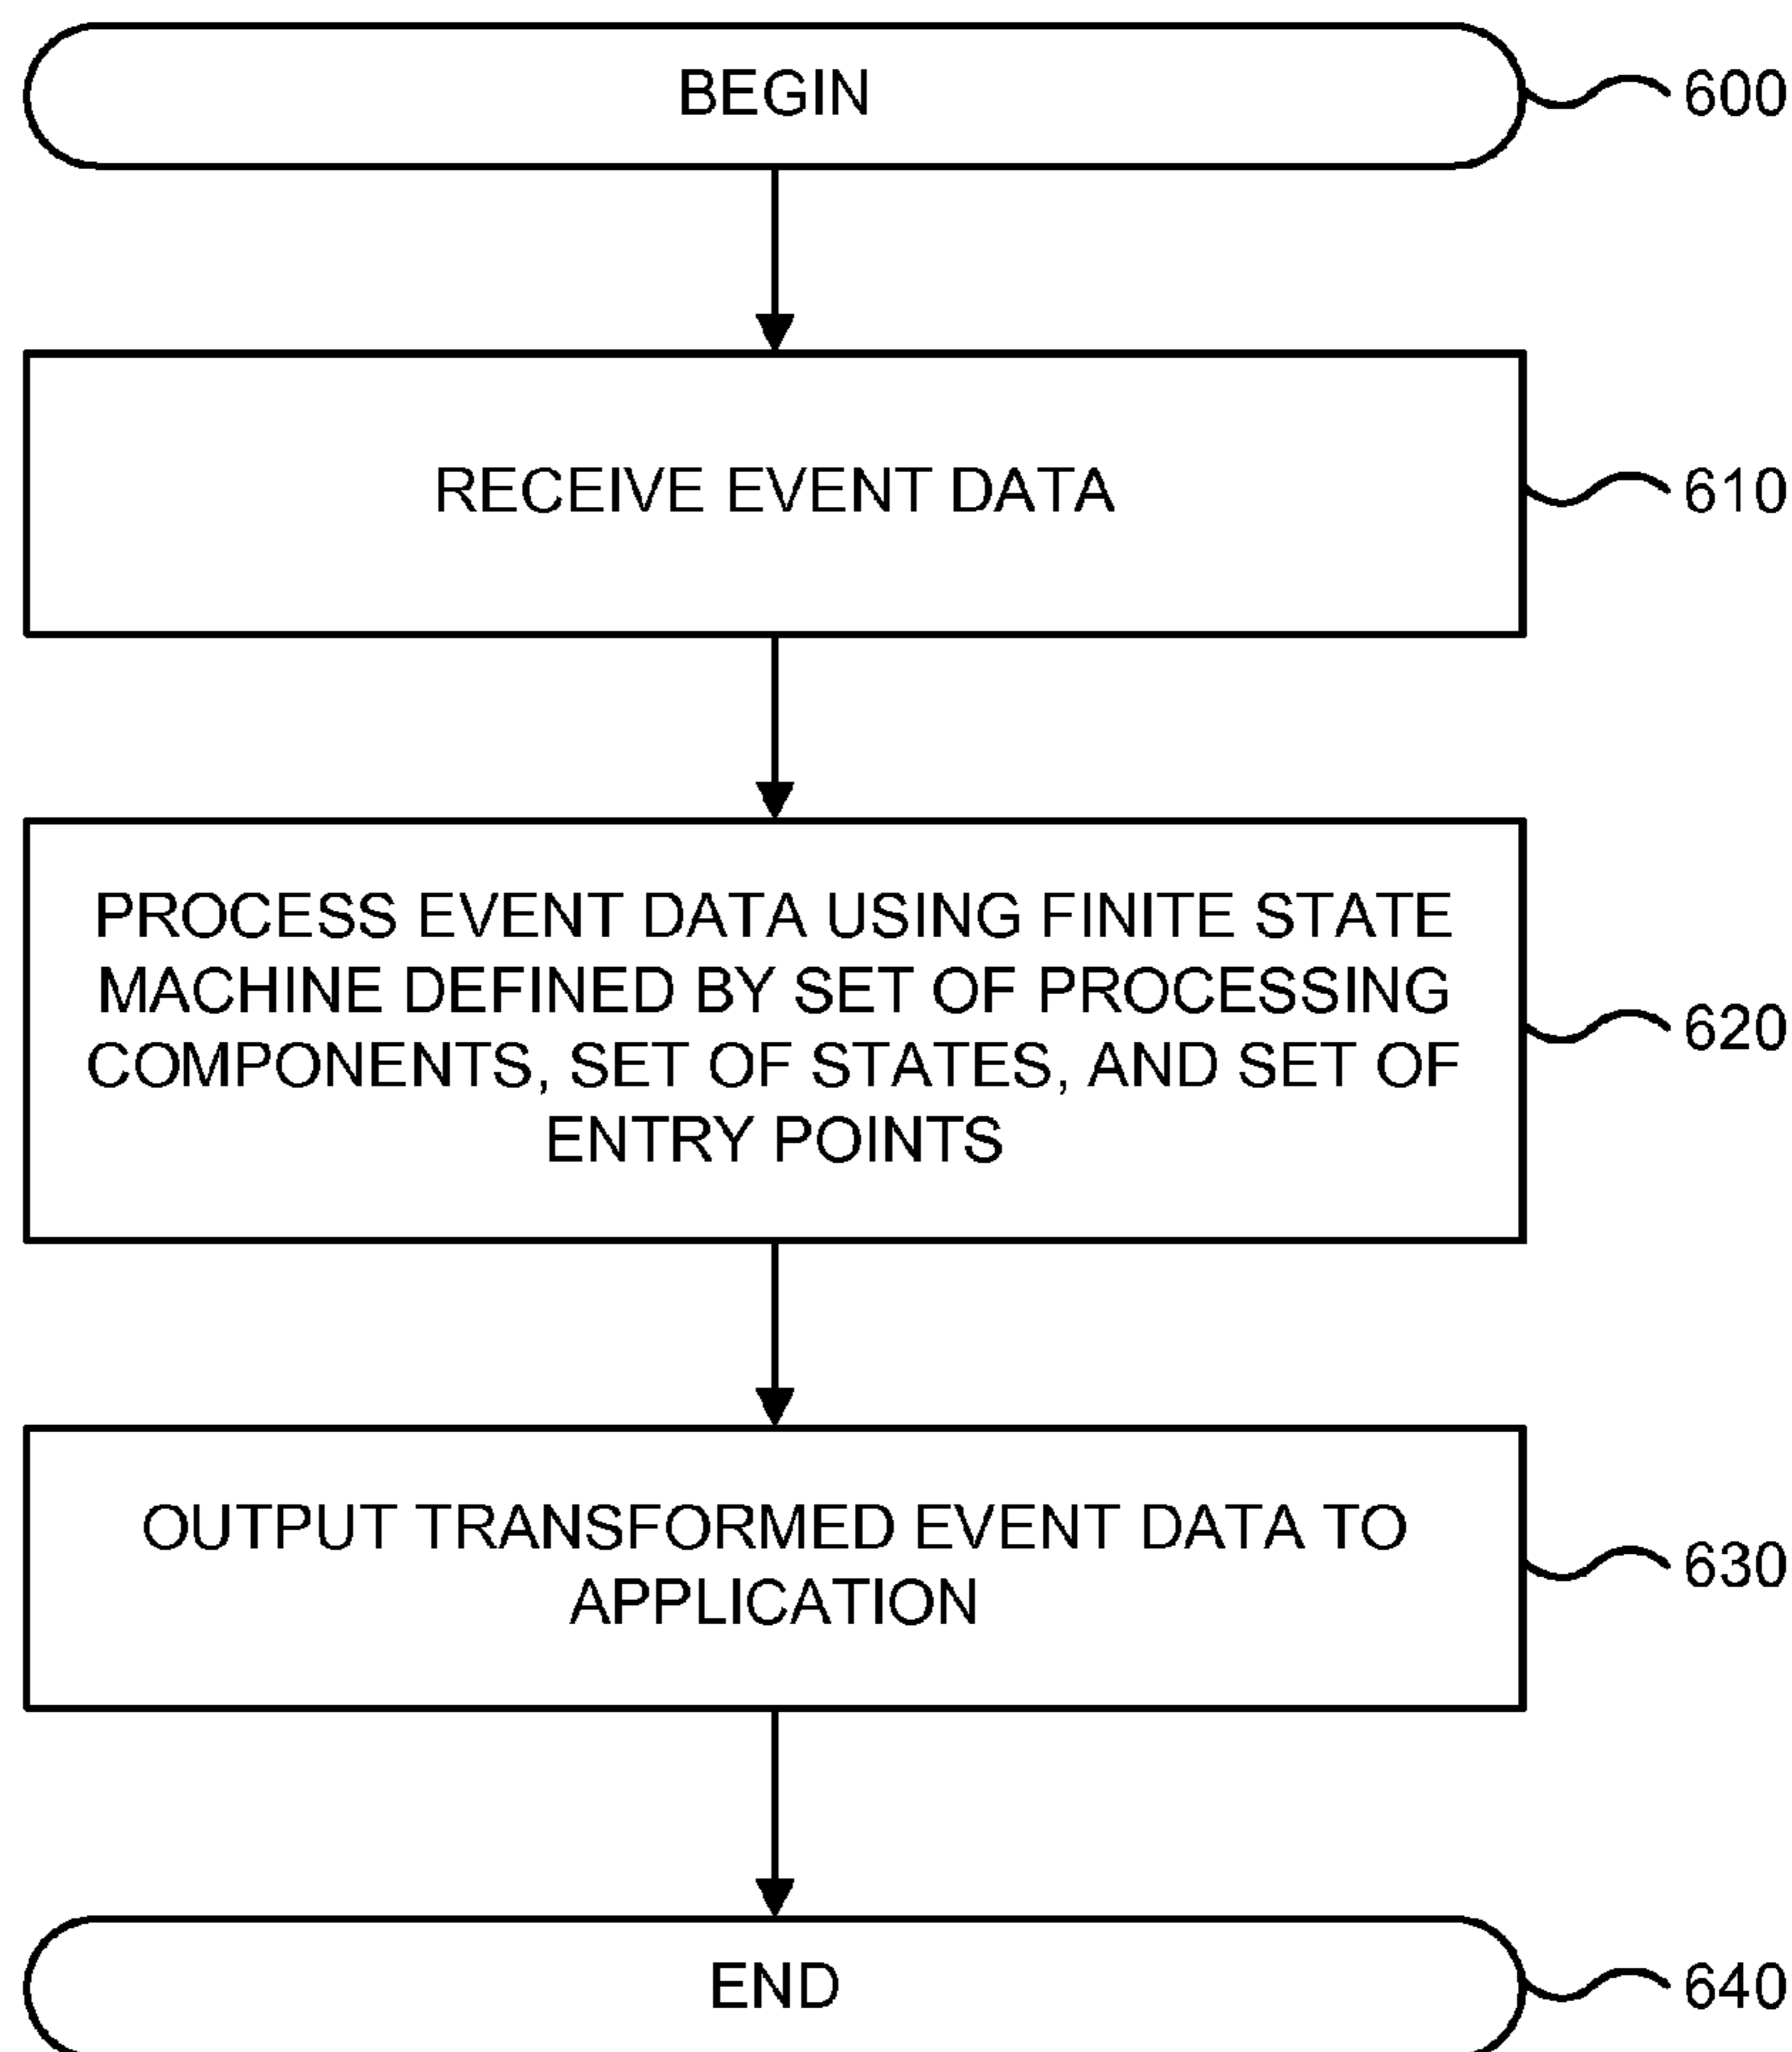 BEGIN
600
RECEIVE EVENT DATA
610
PROCESS EVENT DATA USING FINITE STATE
MACHINE DEFINED BY SET OF PROCESSING
COMPONENTS, SET OF STATES, AND SET OF
ENTRY POINTS
620
OUTPUT TRANSFORMED EVENT DATA TO
APPLICATION
630
END
640